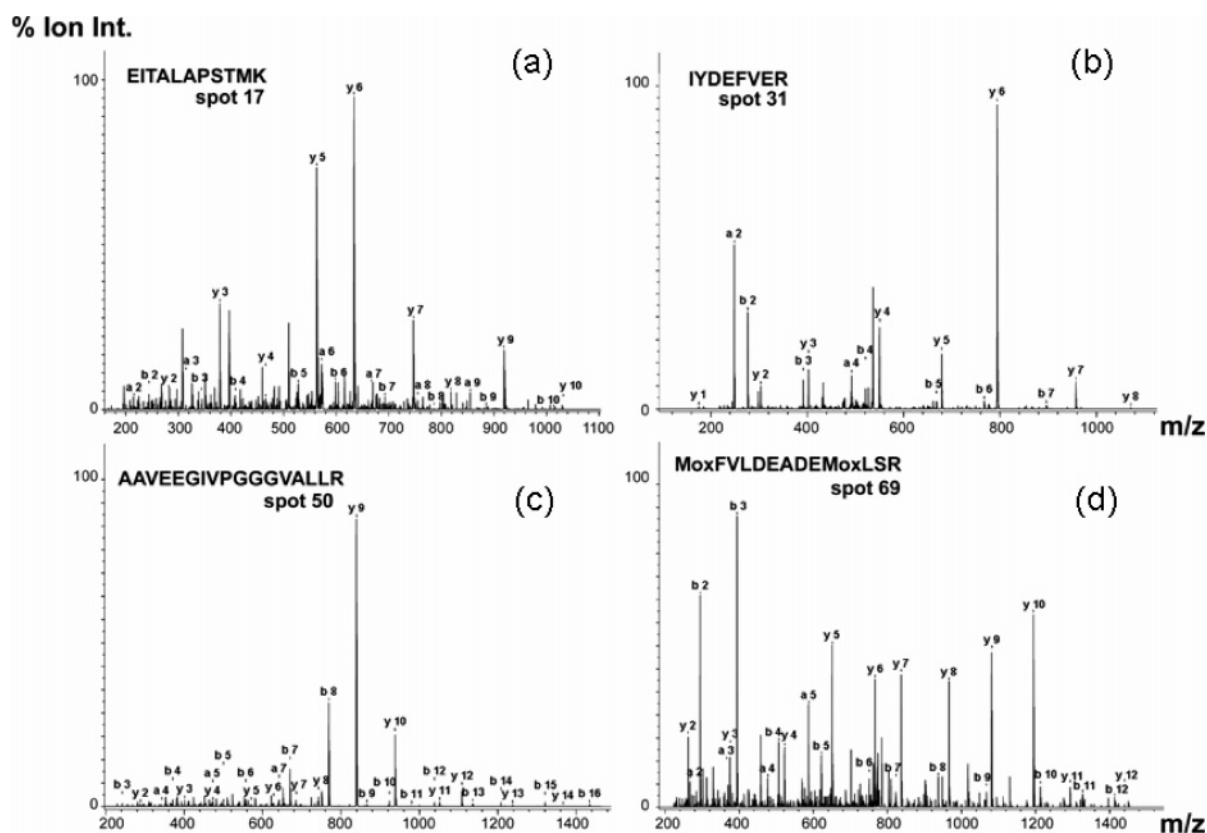 % Ion Int.
(a)
EITALAPSTMK
spot 17
100
y 6
y 5
y 3
y 7
y 9
a 3
b 2
a 2
y 2
b 3
b 4
y 4
b 5
a 6
b 6
a 7
b 7
a 8
b 8
y 8
a 9
b 9
b 10
y 10
0
200 300 400 500 600 700 800 900 1000 1100
(b)
IYDEFVER
spot 31
100
y 6
a 2
b 2
y 4
y 3
b 3
b 4
a 4
y 2
y 1
y 5
b 5
b 6
b 7
y 7
y 8
0
200 400 600 800 1000
m/z
(c)
AAVEEGIVPGGGVALLR
spot 50
100
y 9
b 8
y 10
b 7
b 5
a 5
b 4
b 3
y 2
a 4
y 3
y 4
b 6
y 5
a 7
y 6
y 7
y 8
b 9
b 10
b 11
b 12
y 11
y 12
b 13
b 14
y 13
b 15
y 14
b 16
0
200 400 600 800 1000 1200 1400
(d)
MoxFVLDEADEMoxLSR
spot 69
100
b 3
b 2
y 10
y 5
y 9
y 6
y 7
y 8
a 5
y 2
a 2
y 3
a 3
b 4
y 4
a 4
b 5
b 6
b 7
b 8
b 9
b 10
y 11
b 11
y 12
b 12
0
200 400 600 800 1000 1200 1400
m/z